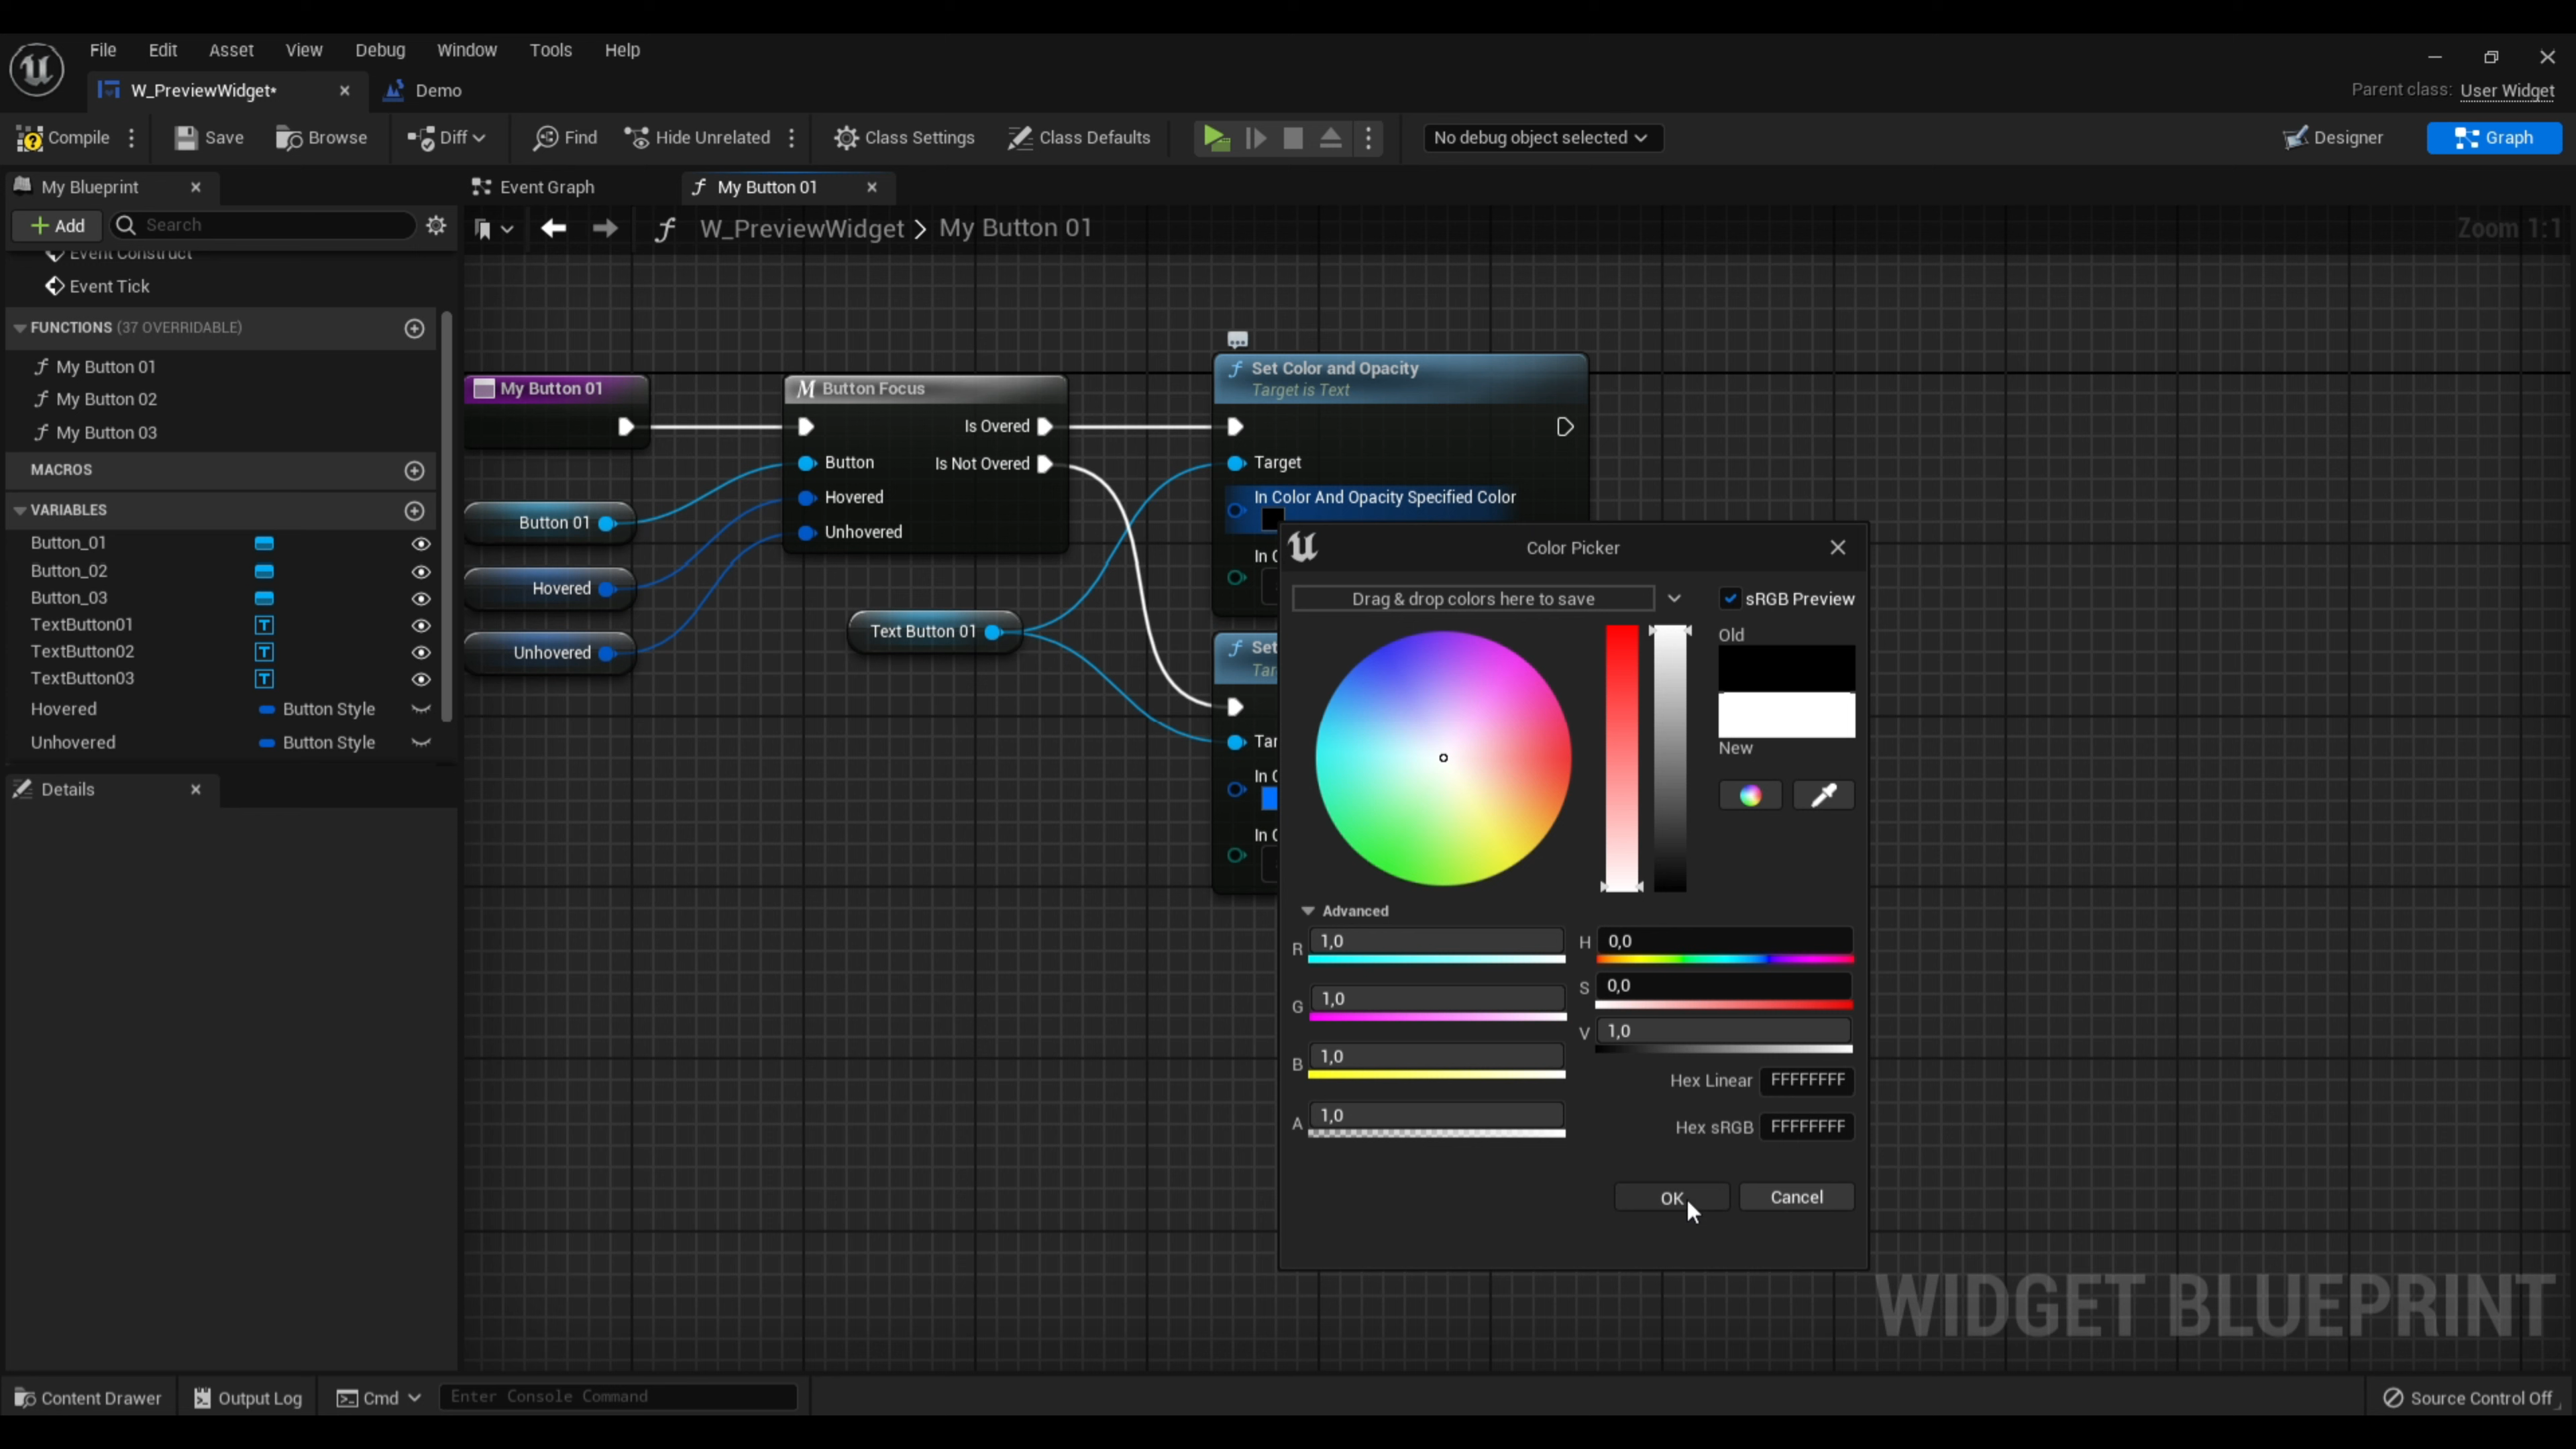 File Edit Asset View Debug Window Tools Help
W_PreviewWidget* Demo
Parent class: User Widget
Compile Save Browse Diff Find Hide Unrelated Class Settings Class Defaults No debug object selected Designer Graph
My Blueprint Event Graph f My Button 01
Add Search
W_PreviewWidget > My Button 01
Zoom 1:1
Event Construct
Event Tick
FUNCTIONS (37 OVERRIDABLE)
f My Button 01
f My Button 02
f My Button 03
MACROS
VARIABLES
Button_01
Button_02
Button_03
TextButton01
TextButton02
TextButton03
Hovered Button Style
Unhovered Button Style
Details
My Button 01
Button 01
Hovered
Unhovered
M Button Focus
Is Overed
Button Is Not Overed
Hovered
Unhovered
Text Button 01
f Set Color and Opacity
Target is Text
Target
In Color And Opacity Specified Color
In C
f Set
Tar
Tar
In C
In C
Color Picker
Drag & drop colors here to save
sRGB Preview
Old
New
Advanced
R 1,0
G 1,0
B 1,0
A 1,0
H 0,0
S 0,0
V 1,0
Hex Linear FFFFFFFF
Hex sRGB FFFFFFFF
OK Cancel
WIDGET BLUEPRINT
Content Drawer Output Log Cmd Enter Console Command Source Control Off